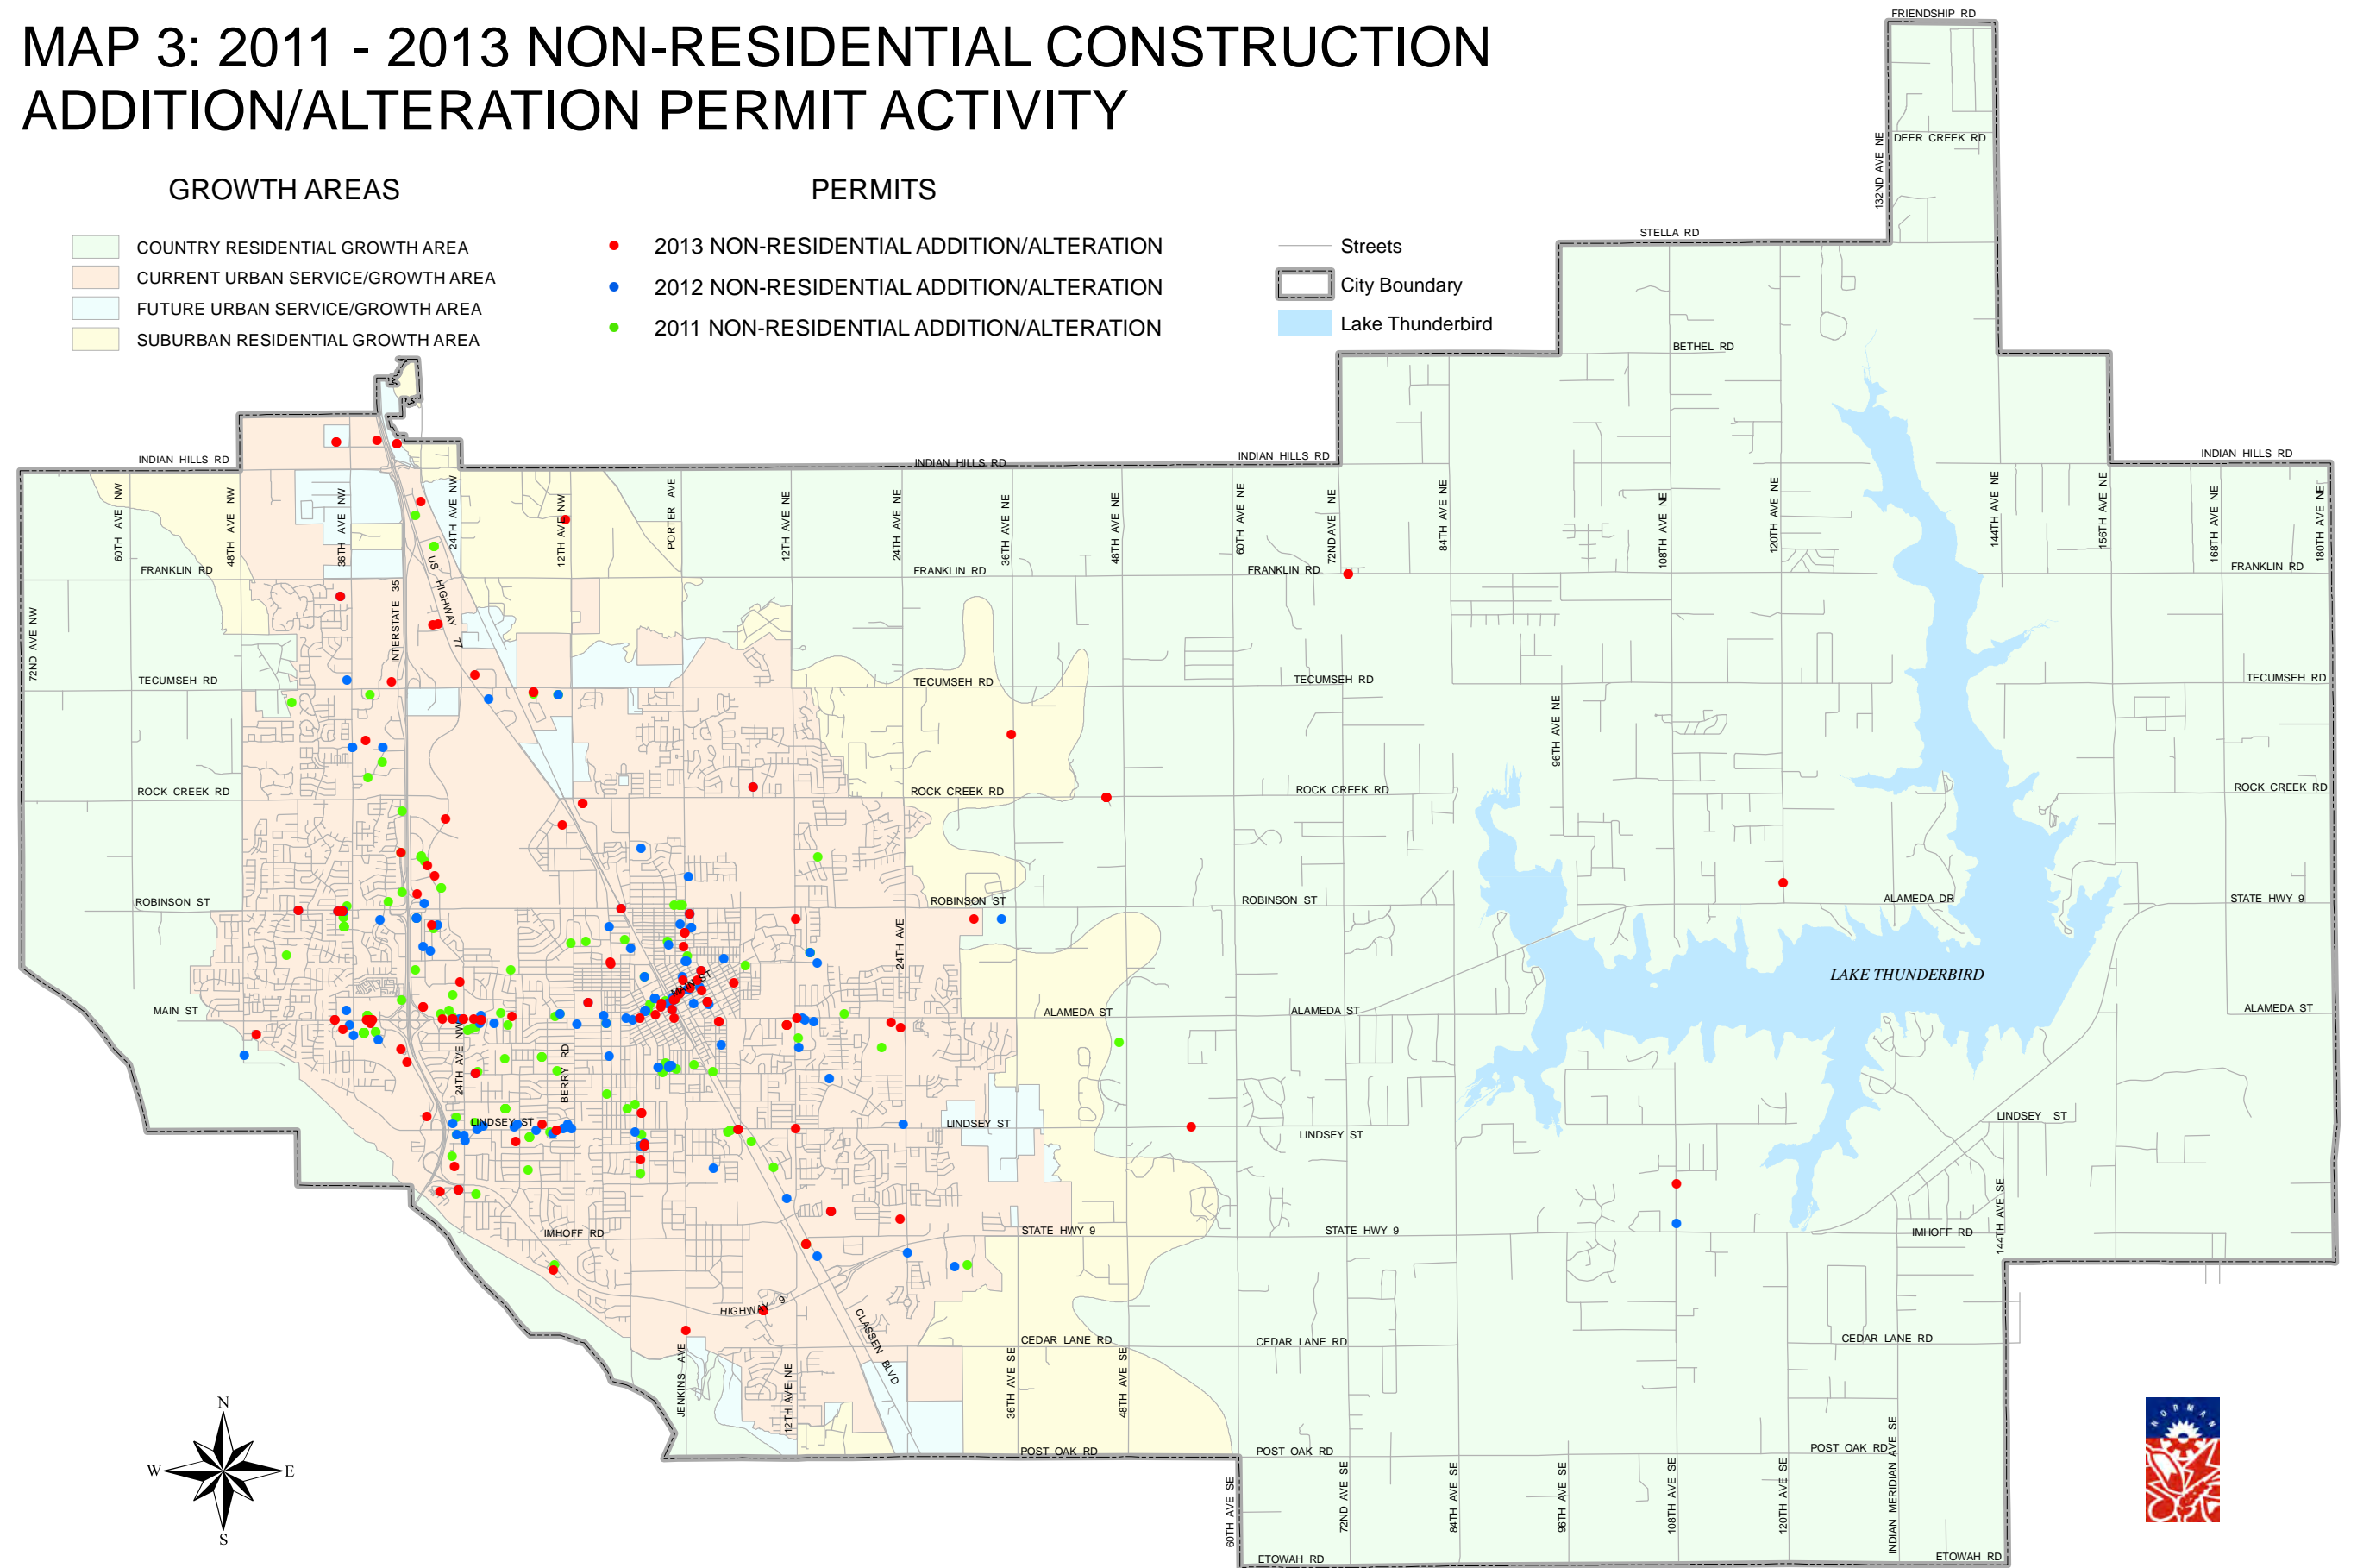 MAP 3: 2011 - 2013 NON-RESIDENTIAL CONSTRUCTION
ADDITION/ALTERATION PERMIT ACTIVITY
GROWTH AREAS
COUNTRY RESIDENTIAL GROWTH AREA
CURRENT URBAN SERVICE/GROWTH AREA
FUTURE URBAN SERVICE/GROWTH AREA
SUBURBAN RESIDENTIAL GROWTH AREA
PERMITS
2013 NON-RESIDENTIAL ADDITION/ALTERATION
2012 NON-RESIDENTIAL ADDITION/ALTERATION
2011 NON-RESIDENTIAL ADDITION/ALTERATION
Streets
City Boundary
Lake Thunderbird
FRIENDSHIP RD
DEER CREEK RD
132ND AVE NE
STELLA RD
BETHEL RD
INDIAN HILLS RD
INDIAN HILLS RD
INDIAN HILLS RD
INDIAN HILLS RD
60TH AVE NW
48TH AVE NW
36TH AVE NW
24TH AVE NW
12TH AVE NW
PORTER AVE
12TH AVE NE
24TH AVE NE
36TH AVE NE
48TH AVE NE
60TH AVE NE
72ND AVE NE
84TH AVE NE
108TH AVE NE
120TH AVE NE
144TH AVE NE
156TH AVE NE
168TH AVE NE
180TH AVE NE
FRANKLIN RD
FRANKLIN RD
FRANKLIN RD
FRANKLIN RD
72ND AVE NW
INTERSTATE 35
US HIGHWAY 77
TECUMSEH RD
TECUMSEH RD
TECUMSEH RD
TECUMSEH RD
96TH AVE NE
ROCK CREEK RD
ROCK CREEK RD
ROCK CREEK RD
ROCK CREEK RD
ROBINSON ST
ROBINSON ST
ROBINSON ST
ALAMEDA DR
STATE HWY 9
24TH AVE
LAKE THUNDERBIRD
MAIN ST
MAIN ST
ALAMEDA ST
ALAMEDA ST
ALAMEDA ST
24TH AVE NW
BERRY RD
LINDSEY ST
LINDSEY ST
LINDSEY ST
LINDSEY ST
144TH AVE SE
IMHOFF RD
STATE HWY 9
STATE HWY 9
IMHOFF RD
HIGHWAY 9
CLASSEN BLVD
CEDAR LANE RD
CEDAR LANE RD
CEDAR LANE RD
JENKINS AVE
12TH AVE NE
36TH AVE SE
48TH AVE SE
POST OAK RD
POST OAK RD
POST OAK RD
60TH AVE SE
72ND AVE SE
84TH AVE SE
96TH AVE SE
108TH AVE SE
120TH AVE SE
INDIAN MERIDIAN AVE SE
ETOWAH RD
ETOWAH RD
N
W
E
S
NORMAN